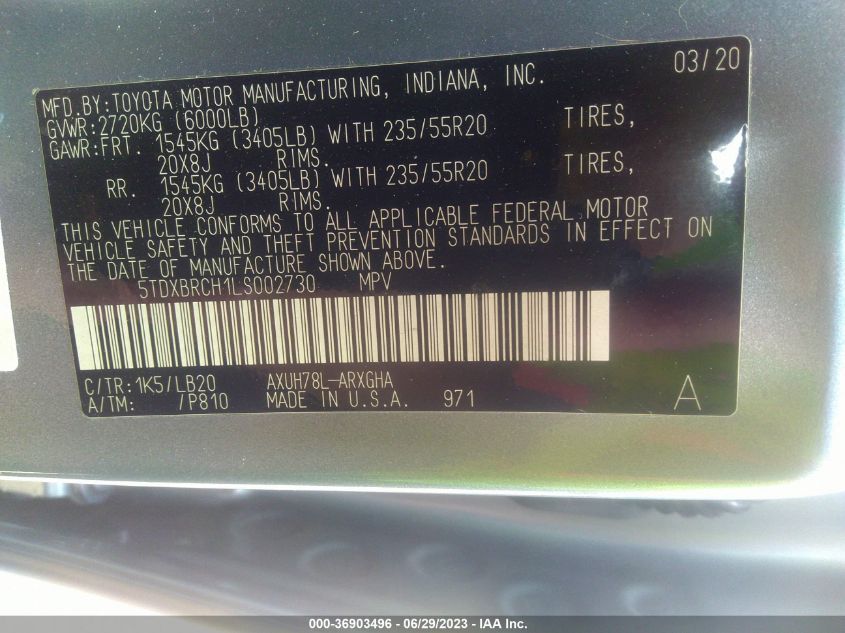 03/20
MFD.BY:TOYOTA MOTOR MANUFACTURING, INDIANA, INC.
GVWR:2720KG (6000LB)
GAWR:FRT. 1545KG (3405LB) WITH 235/55R20 TIRES,
20X8J RIMS.
RR. 1545KG (3405LB) WITH 235/55R20 TIRES,
20X8J RIMS.
THIS VEHICLE CONFORMS TO ALL APPLICABLE FEDERAL MOTOR
VEHICLE SAFETY AND THEFT PREVENTION STANDARDS IN EFFECT ON
THE DATE OF MANUFACTURE SHOWN ABOVE.
5TDXBRCH1LS002730 MPV
C/TR:1K5/LB20 AXUH78L-ARXGHA
A/TM: /P810 MADE IN U.S.A. 971 A
000-36903496 - 06/29/2023 - IAA Inc.